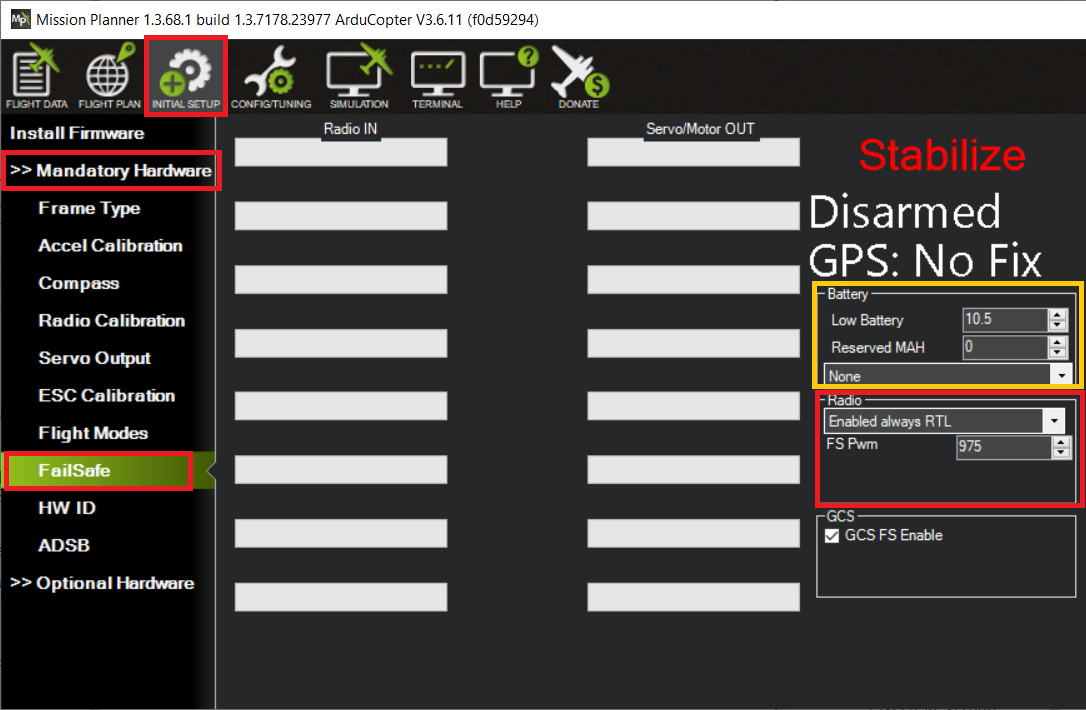 Mission Planner 1.3.68.1 build 1.3.7178.23977 ArduCopter V3.6.11 (f0d59294)
FLIGHT DATA
FLIGHT PLAN
INITIAL SETUP
CONFIG/TUNING
SIMULATION
TERMINAL
HELP
DONATE
Install Firmware
>> Mandatory Hardware
Frame Type
Accel Calibration
Compass
Radio Calibration
Servo Output
ESC Calibration
Flight Modes
FailSafe
HW ID
ADSB
>> Optional Hardware
Radio IN
Servo/Motor OUT
Stabilize
Disarmed
GPS: No Fix
Battery
Low Battery 10.5
Reserved MAH 0
None
Radio
Enabled always RTL
FS Pwm 975
GCS
GCS FS Enable